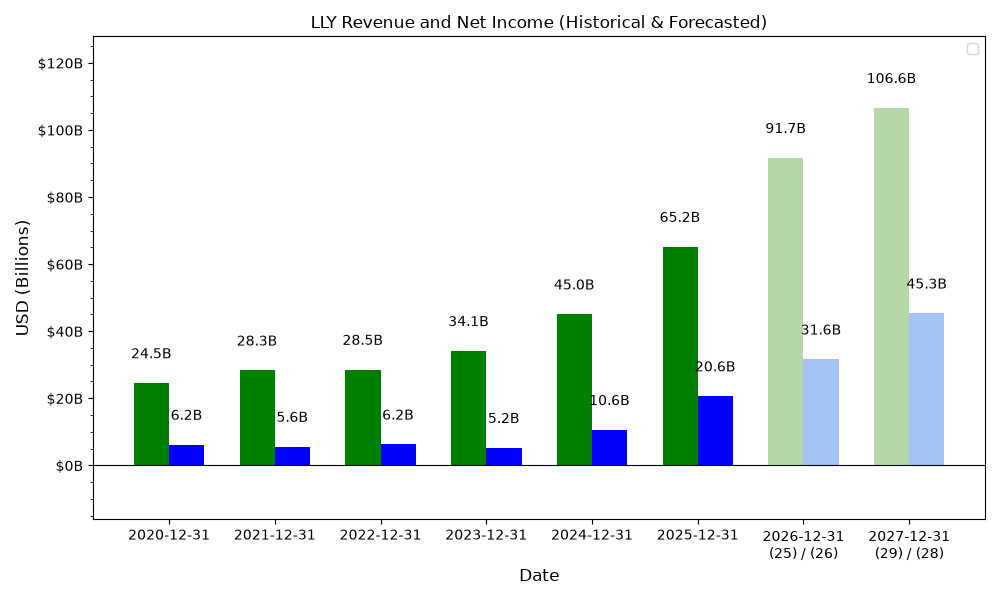 LLY Revenue and Net Income (Historical & Forecasted)
$120B
$100B
$80B
$60B
$40B
$20B
$0B
USD (Billions)
24.5B
6.2B
28.3B
5.6B
28.5B
6.2B
34.1B
5.2B
45.0B
10.6B
65.2B
20.6B
91.7B
31.6B
106.6B
45.3B
2020-12-31
2021-12-31
2022-12-31
2023-12-31
2024-12-31
2025-12-31
2026-12-31
(25) / (26)
2027-12-31
(29) / (28)
Date